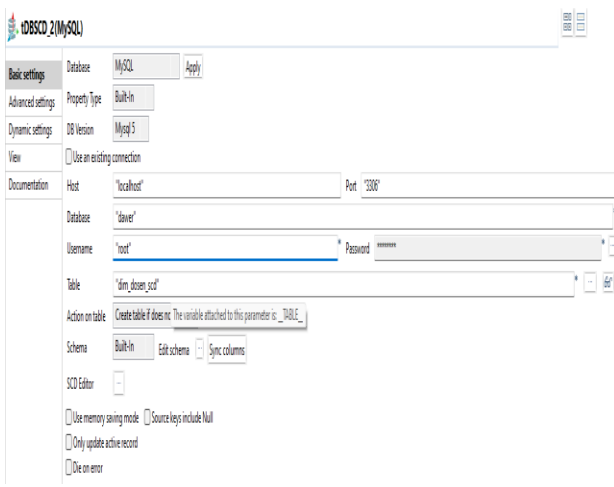 tDBSCD_2(MySQL)
Basic settings
Advanced settings
Dynamic settings
View
Documentation
Database MySQL Apply
Property Type Built-In
DB Version Mysql 5
Use an existing connection
Host "localhost" Port "3306"
Database "dawer"
Username "root" * Password ******** *
Table "dim_dosen_scd" *
Action on table Create table if does no The variable attached to this parameter is: __TABLE__
Schema Built-In Edit schema ... Sync columns
SCD Editor ...
Use memory saving mode Source keys include Null
Only update active record
Die on error